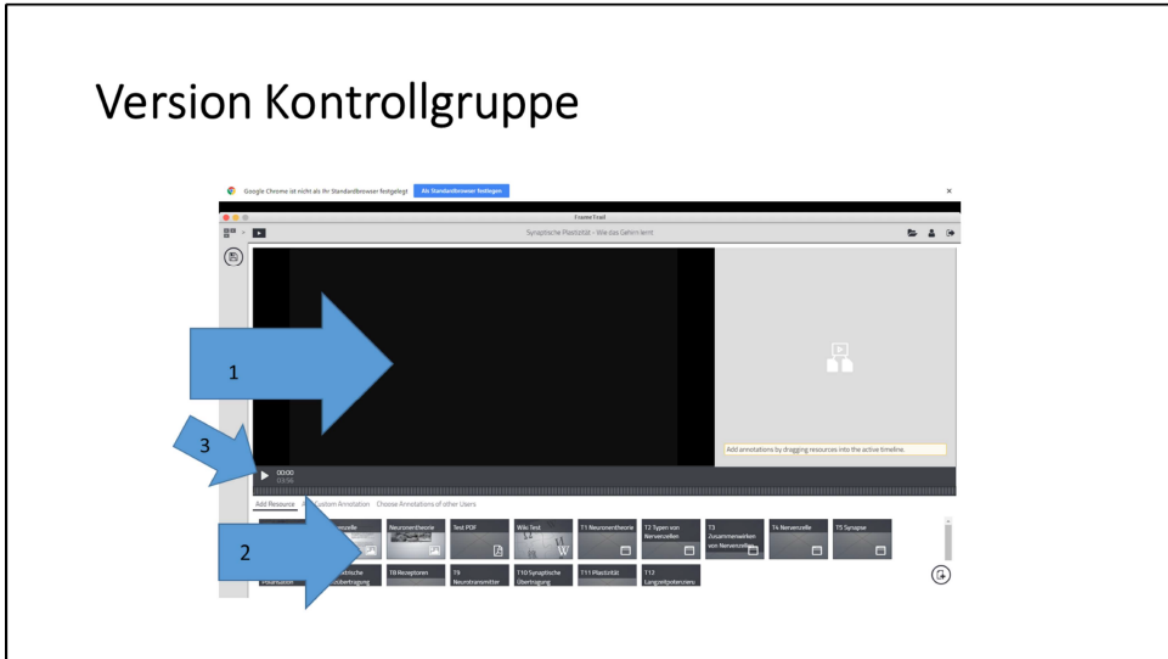 Version Kontrollgruppe
Google Chrome ist nicht als Ihr Standardbrowser festgelegt Als Standardbrowser festlegen
FrameTrail
Synaptische Plastizität - Wie das Gehirn lernt
1
3
Add annotations by dragging resources into the active timeline.
00:00
03:56
Add Resource Custom Annotation Choose Annotations of other Users
Neuronentheorie Test PDF Wiki Test T1 Neuronentheorie T2 Typen von Nervenzellen T3 Zusammenwirken von Nervenzellen T4 Nervenzelle T5 Synapse
2
T8 Rezeptoren T9 Neurotransmitter T10 Synaptische Übertragung T11 Plastizität T12